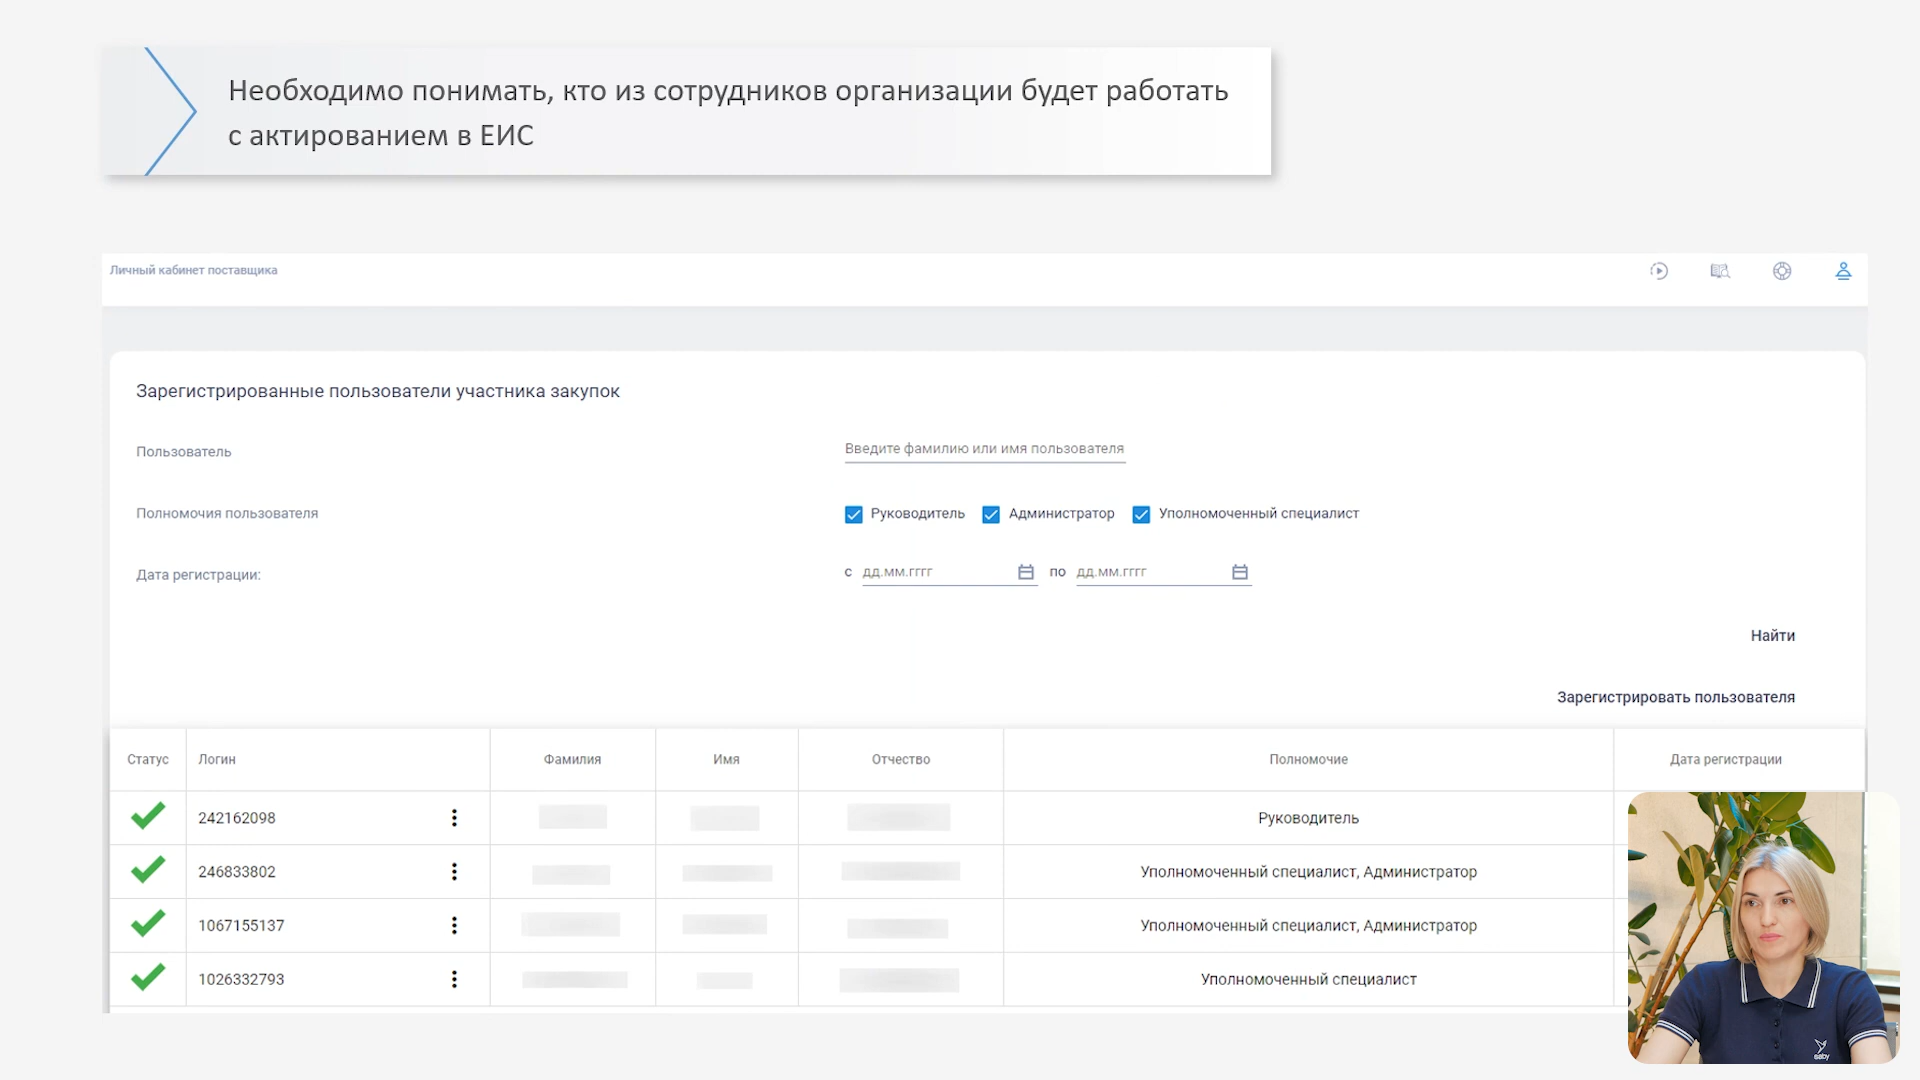 Необходимо понимать, кто из сотрудников организации будет работать
с актированием в ЕИС
Личный кабинет поставщика
Зарегистрированные пользователи участника закупок
Пользователь
Введите фамилию или имя пользователя
Полномочия пользователя
Руководитель Администратор Уполномоченный специалист
Дата регистрации:
с дд.мм.гггг по дд.мм.гггг
Найти
Зарегистрировать пользователя
Статус Логин Фамилия Имя Отчество Полномочие Дата регистрации
242162098 Руководитель
246833802 Уполномоченный специалист, Администратор
1067155137 Уполномоченный специалист, Администратор
1026332793 Уполномоченный специалист
saby